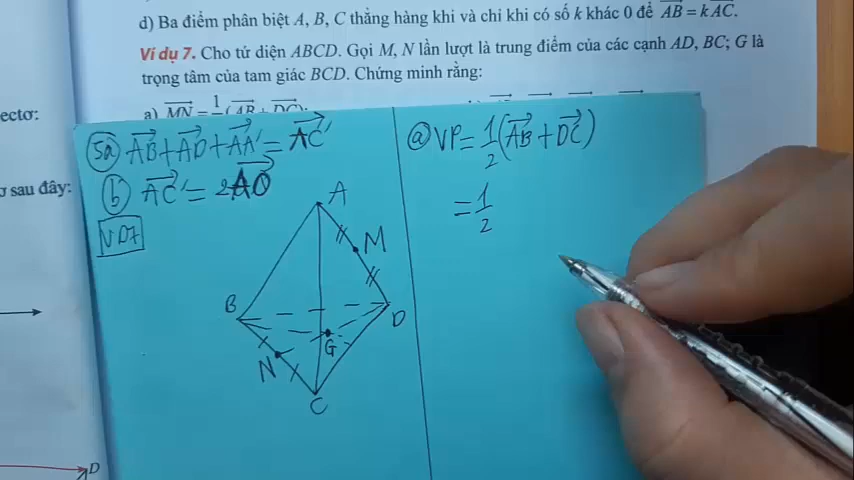 d) Ba điểm phân biệt A, B, C thẳng hàng khi và chỉ khi có số k khác 0 để AB = kAC.
Ví dụ 7. Cho tứ diện ABCD. Gọi M, N lần lượt là trung điểm của các cạnh AD, BC; G là
trọng tâm của tam giác BCD. Chứng minh rằng:
a) MN = 1/2 (AB + DC).
ectơ:
ơ sau đây:
D
5a AB + AD + AA' = AC'
b AC' = 2AO
VD7
A
M
B
D
G
N
C
a VP = 1/2 (AB + DC)
= 1/2